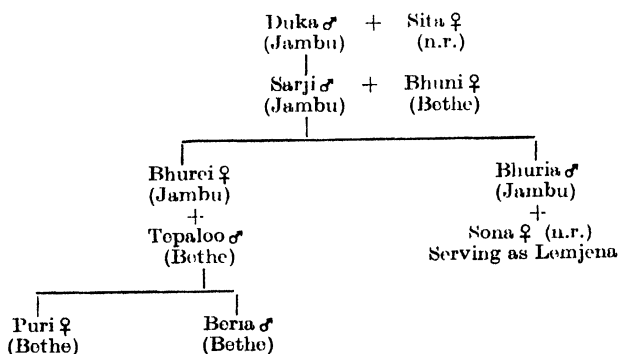 Duka ♂ + Sita ♀
(Jambu) (n.r.)
Sarji ♂ + Bhuni ♀
(Jambu) (Bethe)
Bhurei ♀ Bhuria ♂
(Jambu) (Jambu)
+ +
Tepaloo ♂ Sona ♀ (n.r.)
(Bethe) Serving as Lemjena
Puri ♀ Beria ♂
(Bethe) (Bethe)